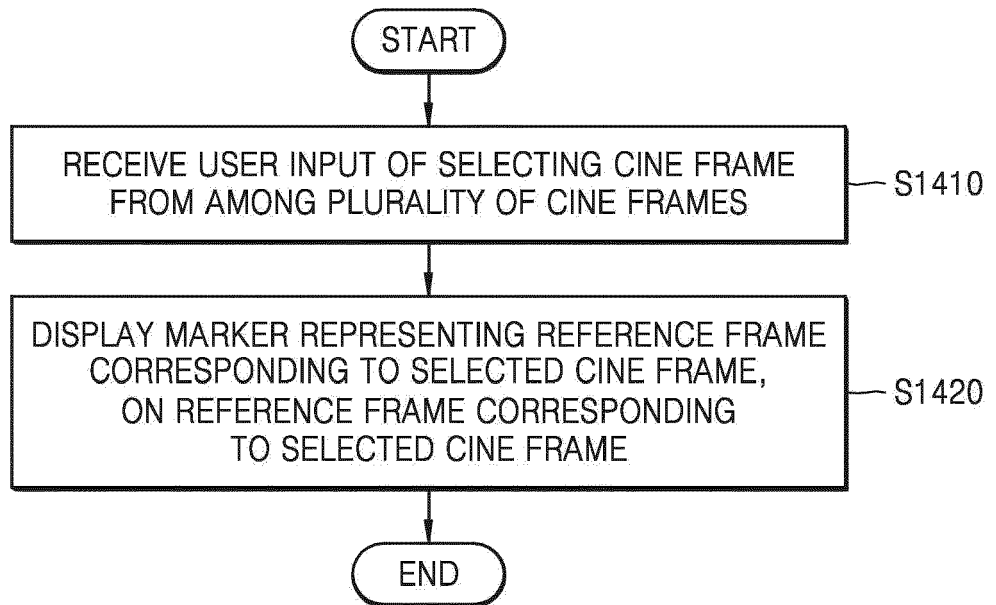 START
RECEIVE USER INPUT OF SELECTING CINE FRAME
FROM AMONG PLURALITY OF CINE FRAMES
S1410
DISPLAY MARKER REPRESENTING REFERENCE FRAME
CORRESPONDING TO SELECTED CINE FRAME,
ON REFERENCE FRAME CORRESPONDING
TO SELECTED CINE FRAME
S1420
END